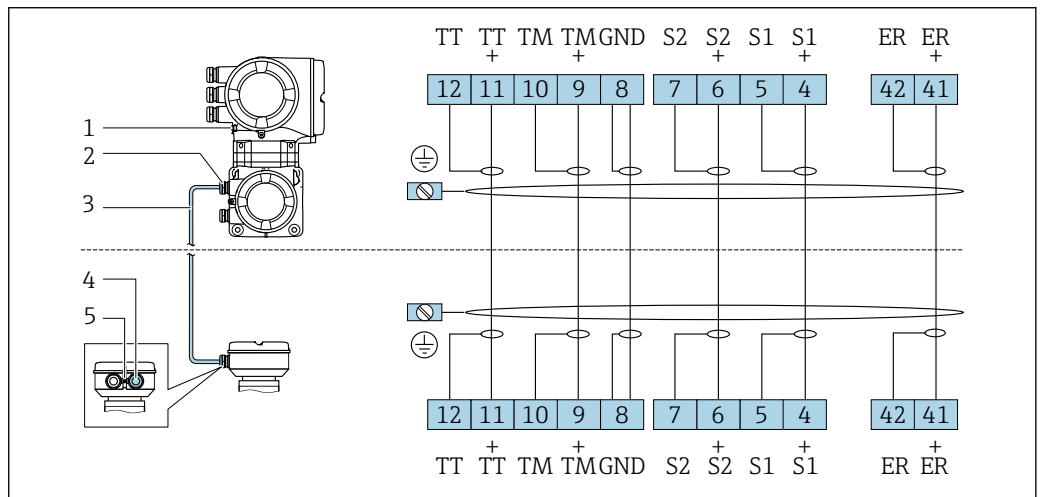 TT TT TM TM GND S2 S2 S1 S1 ER ER
+ + + + +
12 11 10 9 8 7 6 5 4 42 41
1
2
3
4
5
12 11 10 9 8 7 6 5 4 42 41
+ + + + +
TT TT TM TM GND S2 S2 S1 S1 ER ER